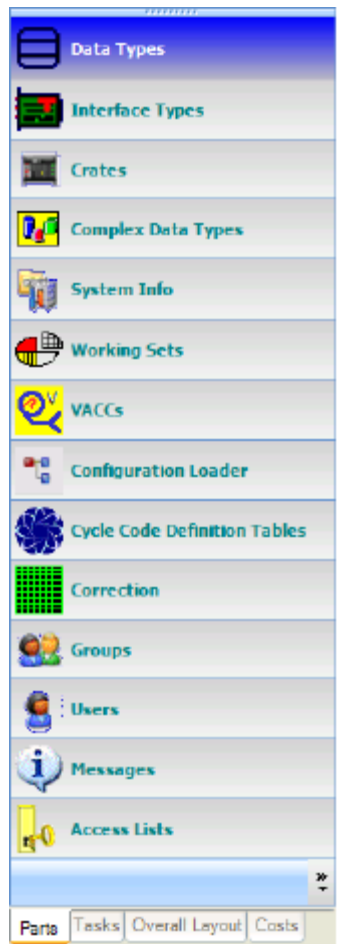 Data Types
Interface Types
Crates
Complex Data Types
System Info
Working Sets
VACCs
Configuration Loader
Cycle Code Definition Tables
Correction
Groups
Users
Messages
Access Lists
Parts Tasks Overall Layout Costs